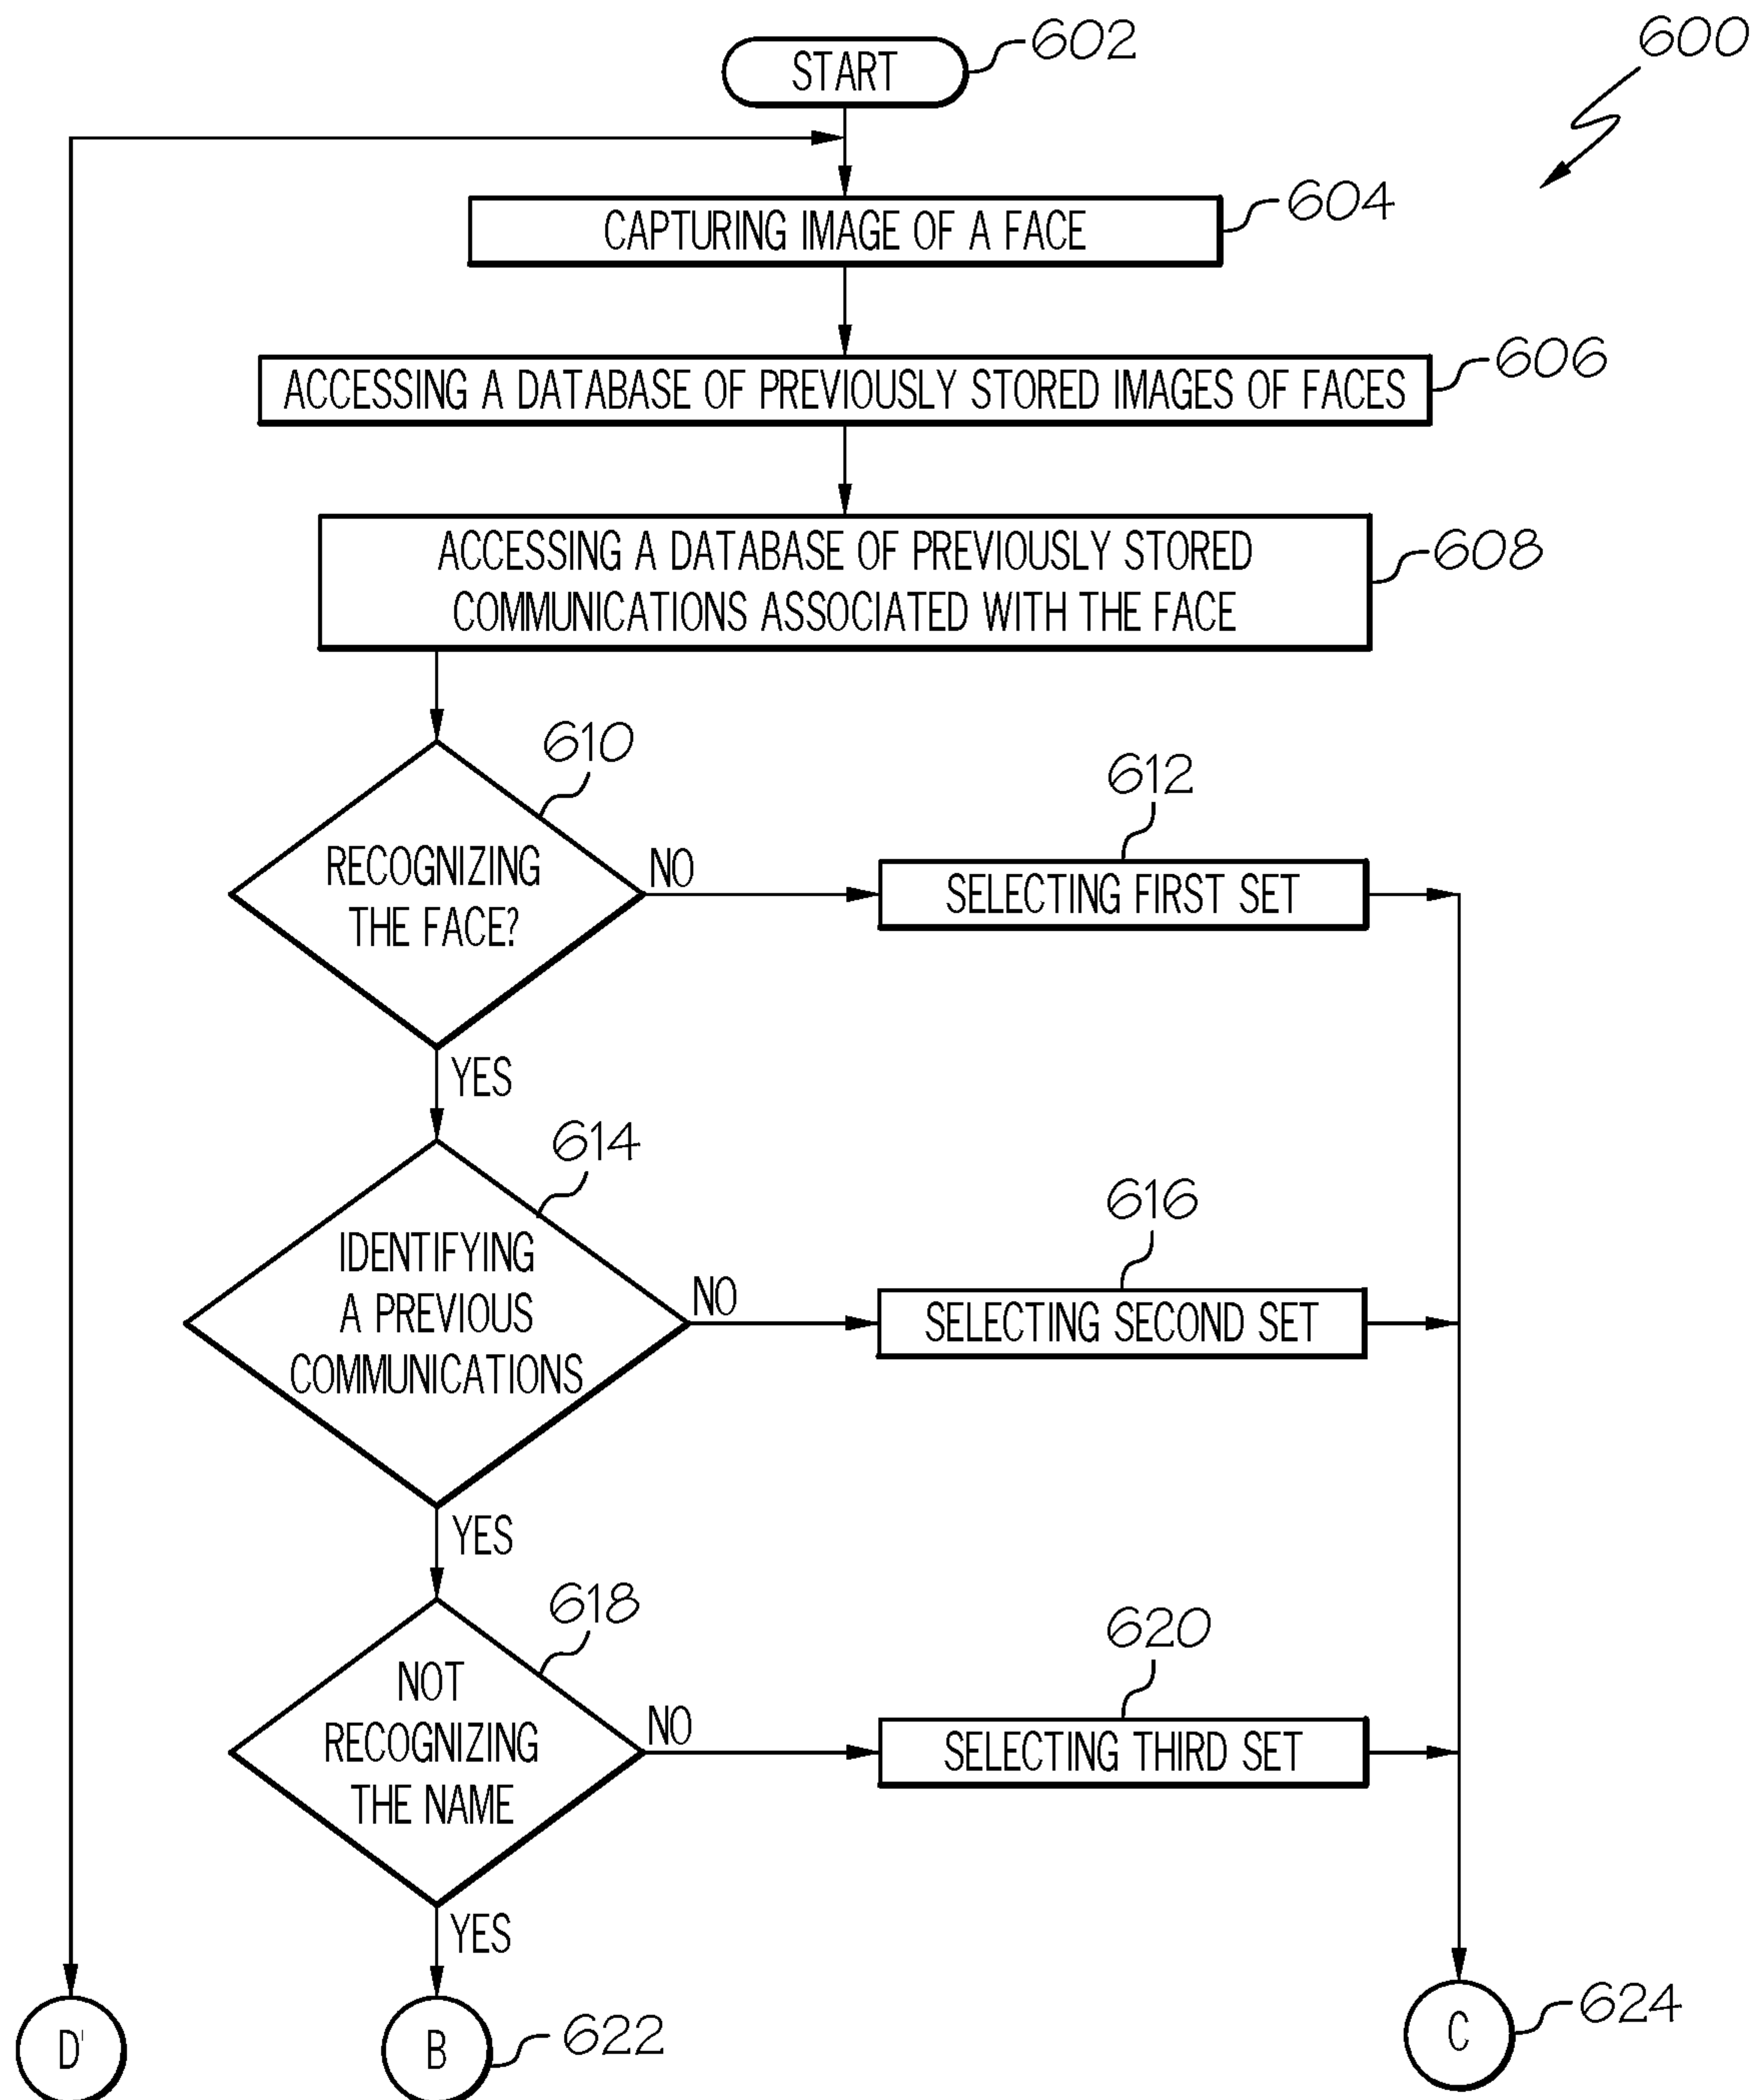 START
602
600
CAPTURING IMAGE OF A FACE
604
ACCESSING A DATABASE OF PREVIOUSLY STORED IMAGES OF FACES
606
ACCESSING A DATABASE OF PREVIOUSLY STORED
COMMUNICATIONS ASSOCIATED WITH THE FACE
608
610
RECOGNIZING
THE FACE?
NO
612
SELECTING FIRST SET
YES
614
IDENTIFYING
A PREVIOUS
COMMUNICATIONS
NO
616
SELECTING SECOND SET
YES
618
NOT
RECOGNIZING
THE NAME
NO
620
SELECTING THIRD SET
YES
D'
B
622
C
624